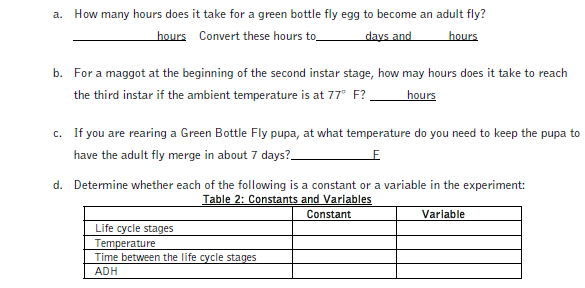 a. How many hours does it take for a green bottle fly egg to become an adult fly?
____________________ hours Convert these hours to________ days and ______ hours
b. For a maggot at the beginning of the second instar stage, how may hours does it take to reach
the third instar if the ambient temperature is at 77° F? ______ hours
c. If you are rearing a Green Bottle Fly pupa, at what temperature do you need to keep the pupa to
have the adult fly merge in about 7 days?______________F
d. Determine whether each of the following is a constant or a variable in the experiment:
Table 2: Constants and Variables
Constant Variable
Life cycle stages
Temperature
Time between the life cycle stages
ADH